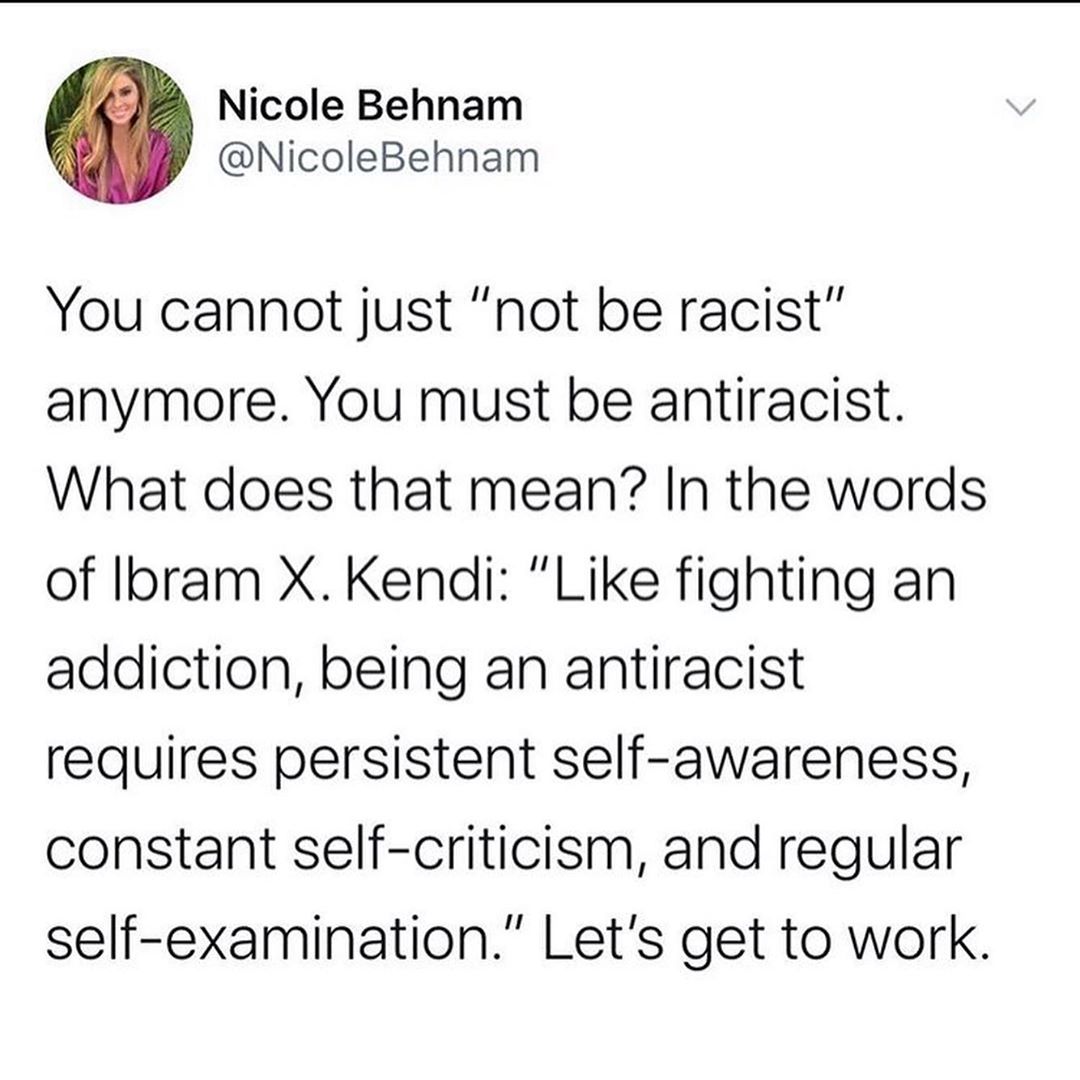 Nicole Behnam
@NicoleBehnam
You cannot just "not be racist"
anymore. You must be antiracist.
What does that mean? In the words
of Ibram X. Kendi: "Like fighting an
addiction, being an antiracist
requires persistent self-awareness,
constant self-criticism, and regular
self-examination." Let's get to work.